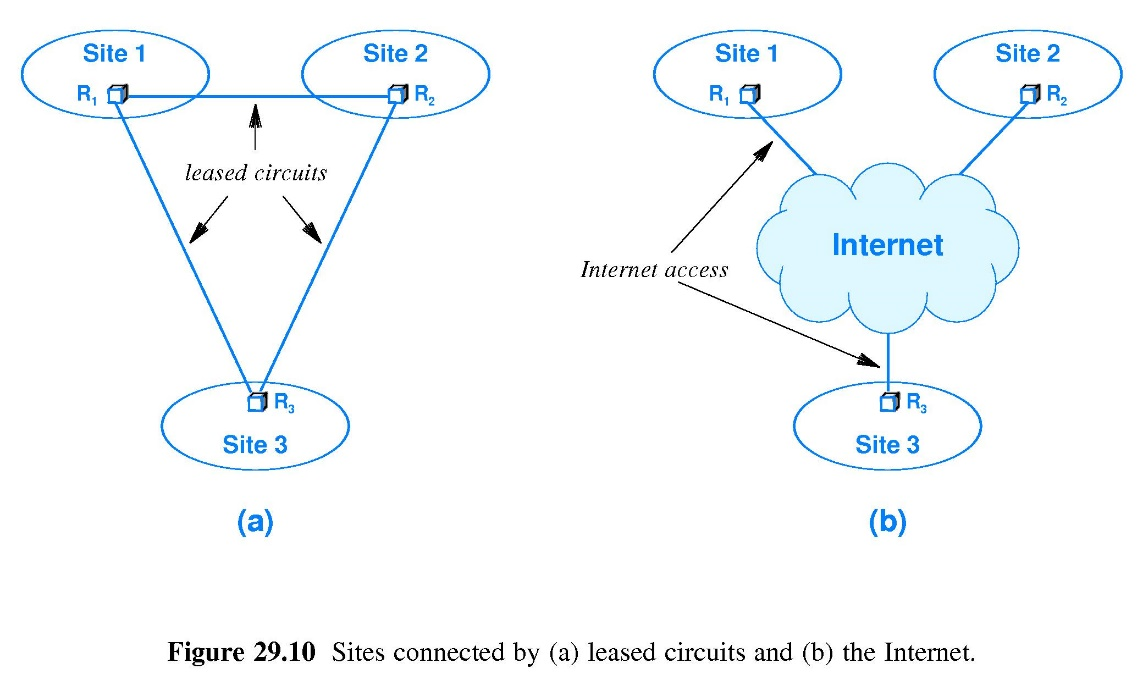 Site 1
R1
Site 2
R2
leased circuits
R3
Site 3
(a)
Site 1
R1
Site 2
R2
Internet
Internet access
R3
Site 3
(b)
Figure 29.10 Sites connected by (a) leased circuits and (b) the Internet.